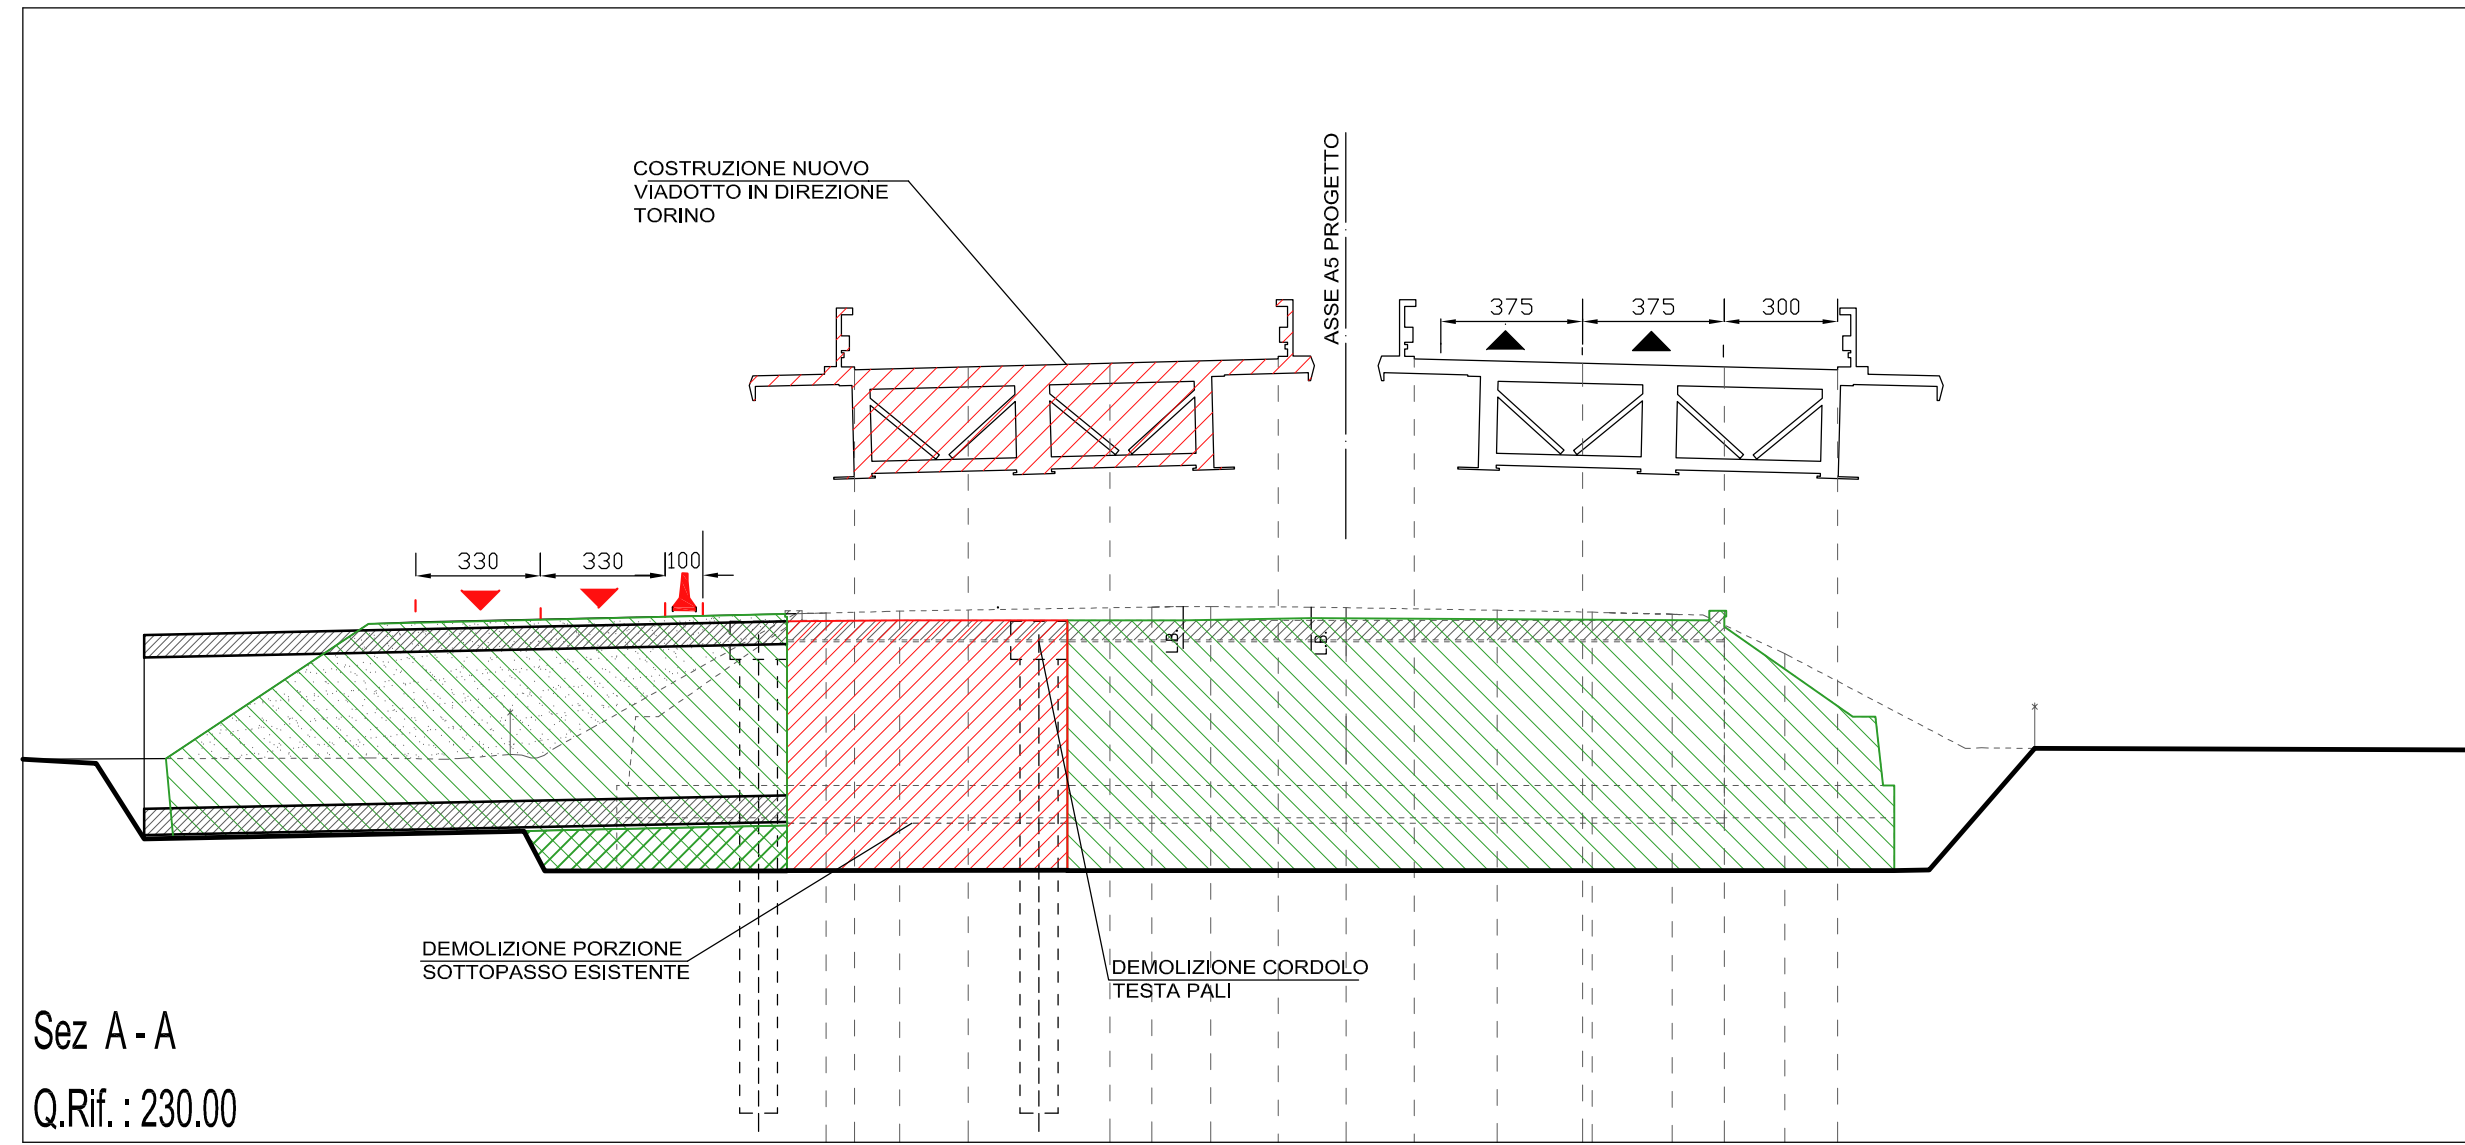 COSTRUZIONE NUOVO
VIADOTTO IN DIREZIONE
TORINO
ASSE A5 PROGETTO
375
375
300
330
330
100
L.B.
L.B.
DEMOLIZIONE PORZIONE
SOTTOPASSO ESISTENTE
DEMOLIZIONE CORDOLO
TESTA PALI
Sez A - A
Q.Rif. : 230.00